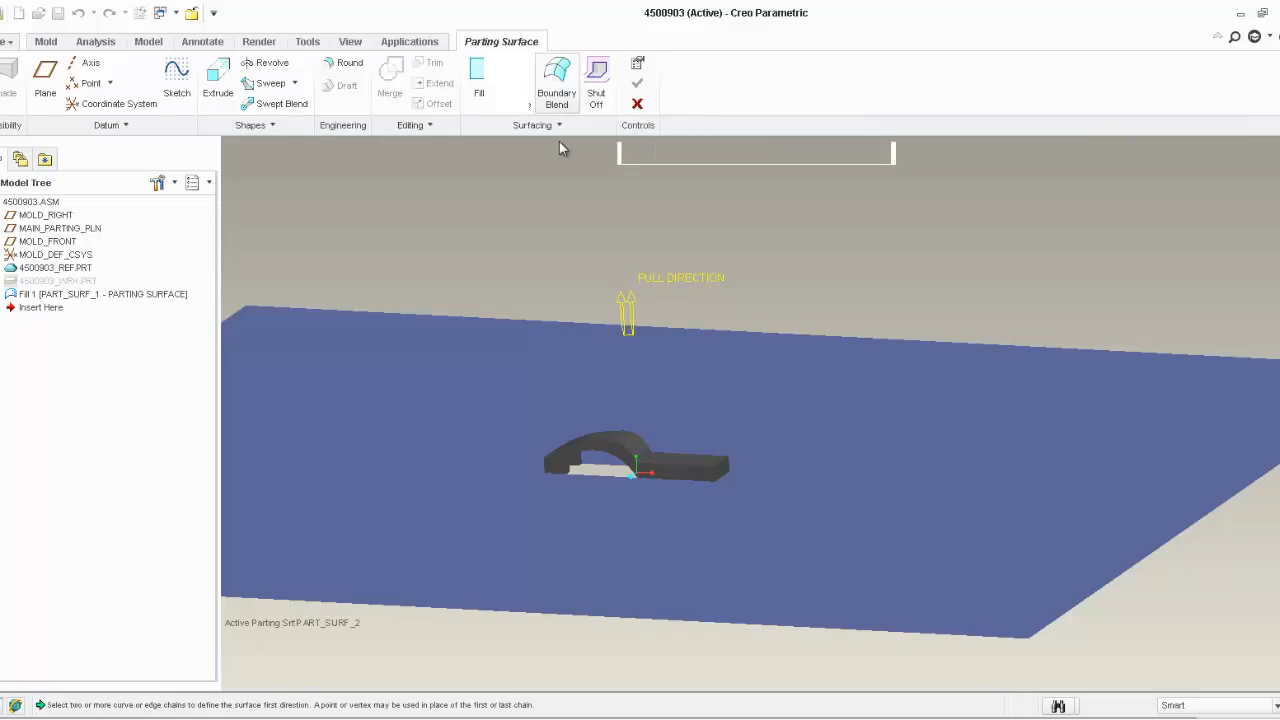 4500903 (Active) - Creo Parametric
Mold Analysis Model Annotate Render Tools View Applications Parting Surface
Plane
Axis
Point
Coordinate System
Sketch
Extrude
Revolve
Sweep
Swept Blend
Round
Draft
Merge
Trim
Extend
Offset
Fill
Boundary
Blend
Shut
Off
Datum Shapes Engineering Editing Surfacing Controls
Model Tree
4500903.ASM
MOLD_RIGHT
MAIN_PARTING_PLN
MOLD_FRONT
MOLD_DEF_CSYS
4500903_REF.PRT
4500903_WRK.PRT
Fill 1 [PART_SURF_1 - PARTING SURFACE]
Insert Here
PULL DIRECTION
Active Parting Srf:PART_SURF_2
Select two or more curve or edge chains to define the surface first direction. A point or vertex may be used in place of the first or last chain.
Smart